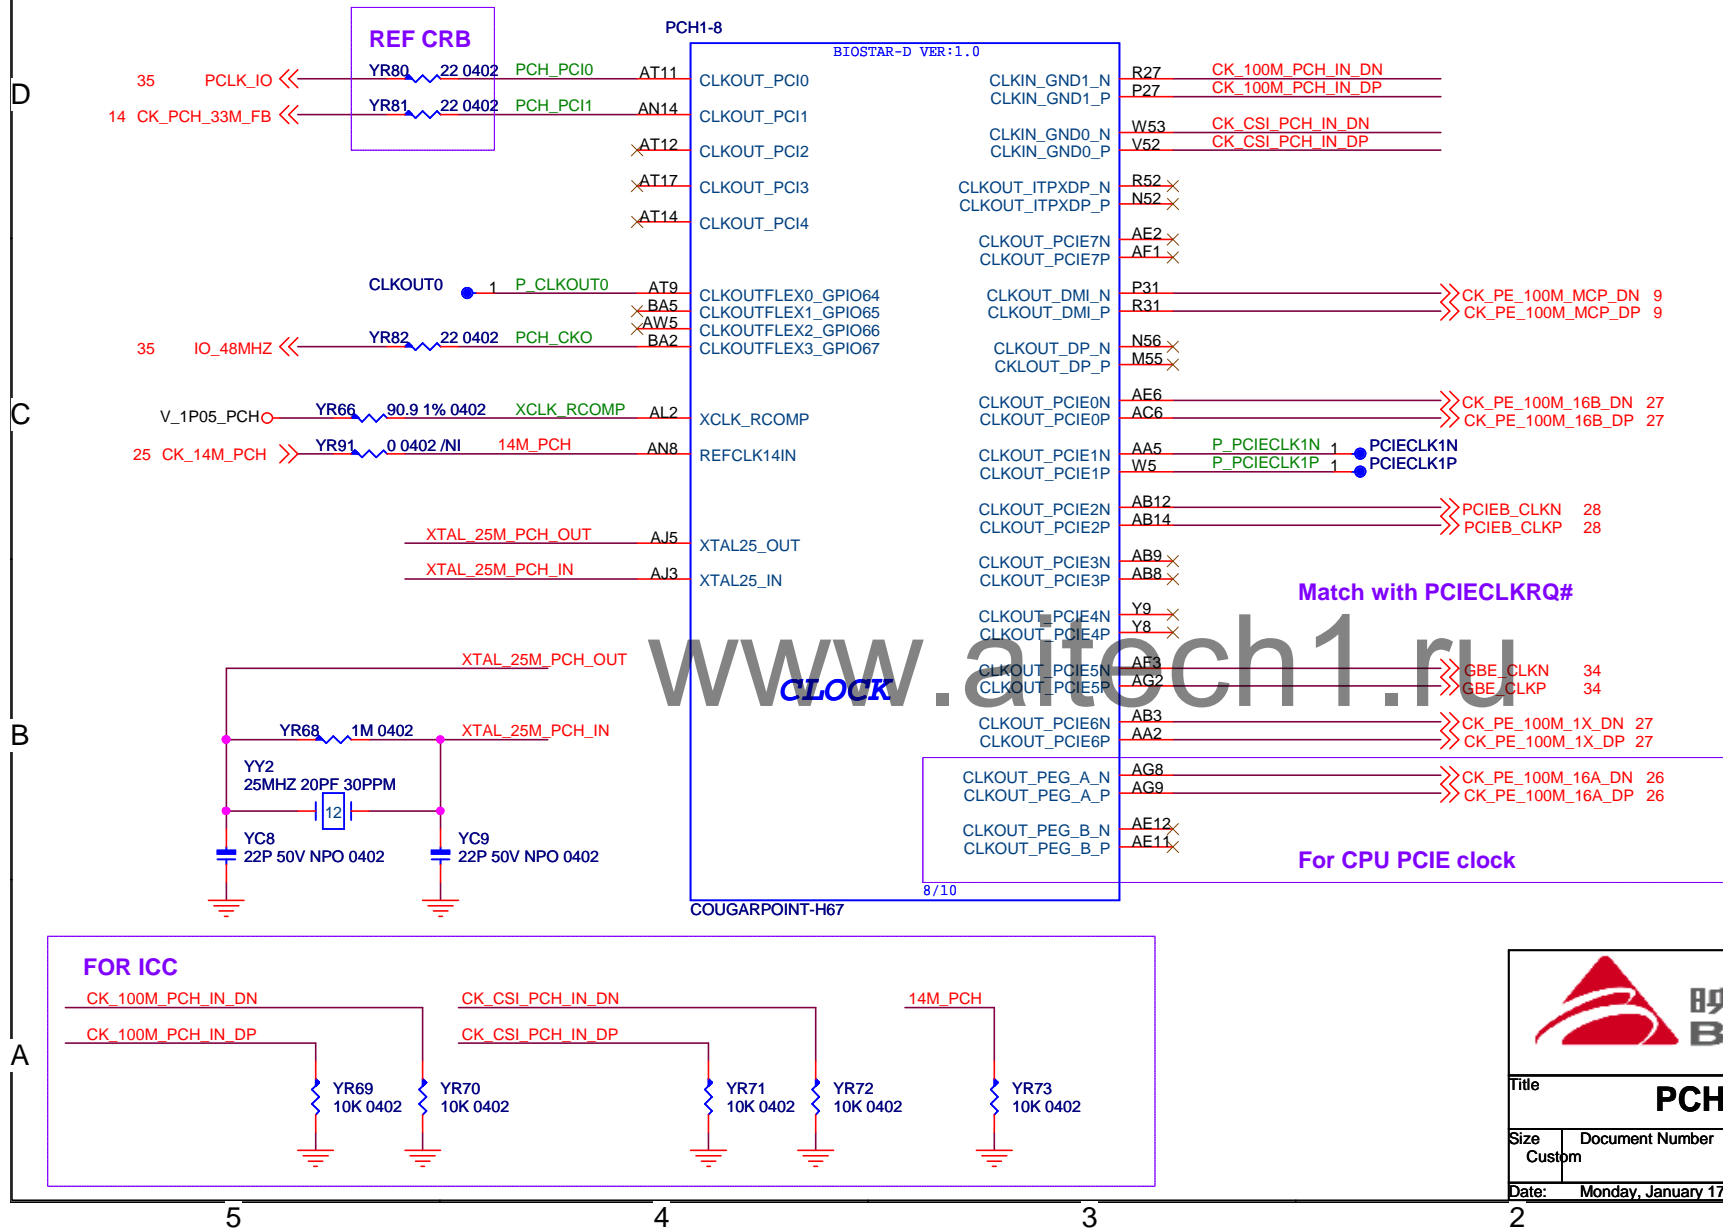 PCH1-8
REF CRB
BIOSTAR-D VER:1.0
D
35 PCLK_IO YR80 22 0402 PCH_PCI0 AT11 CLKOUT_PCI0
14 CK_PCH_33M_FB YR81 22 0402 PCH_PCI1 AN14 CLKOUT_PCI1
AT12 CLKOUT_PCI2
AT17 CLKOUT_PCI3
AT14 CLKOUT_PCI4
CLKOUT0 1 P_CLKOUT0 AT9 CLKOUTFLEX0_GPIO64
BA5 CLKOUTFLEX1_GPIO65
AW5 CLKOUTFLEX2_GPIO66
35 IO_48MHZ YR82 22 0402 PCH_CKO BA2 CLKOUTFLEX3_GPIO67
C
V_1P05_PCH YR66 90.9 1% 0402 XCLK_RCOMP AL2 XCLK_RCOMP
25 CK_14M_PCH YR91 0 0402 /NI 14M_PCH AN8 REFCLK14IN
XTAL_25M_PCH_OUT AJ5 XTAL25_OUT
XTAL_25M_PCH_IN AJ3 XTAL25_IN
CLKIN_GND1_N R27 CK_100M_PCH_IN_DN
CLKIN_GND1_P P27 CK_100M_PCH_IN_DP
CLKIN_GND0_N W53 CK_CSI_PCH_IN_DN
CLKIN_GND0_P V52 CK_CSI_PCH_IN_DP
CLKOUT_ITPXDP_N R52
CLKOUT_ITPXDP_P N52
CLKOUT_PCIE7N AE2
CLKOUT_PCIE7P AF1
CLKOUT_DMI_N P31 CK_PE_100M_MCP_DN 9
CLKOUT_DMI_P R31 CK_PE_100M_MCP_DP 9
CLKOUT_DP_N N56
CKLOUT_DP_P M55
CLKOUT_PCIE0N AE6 CK_PE_100M_16B_DN 27
CLKOUT_PCIE0P AC6 CK_PE_100M_16B_DP 27
CLKOUT_PCIE1N AA5 P_PCIECLK1N 1 PCIECLK1N
CLKOUT_PCIE1P W5 P_PCIECLK1P 1 PCIECLK1P
CLKOUT_PCIE2N AB12 PCIEB_CLKN 28
CLKOUT_PCIE2P AB14 PCIEB_CLKP 28
CLKOUT_PCIE3N AB9
CLKOUT_PCIE3P AB8
Match with PCIECLKRQ#
CLKOUT_PCIE4N Y9
CLKOUT_PCIE4P Y8
www.aitech1.ru
CLOCK
CLKOUT_PCIE5N AF3 GBE_CLKN 34
CLKOUT_PCIE5P AG2 GBE_CLKP 34
CLKOUT_PCIE6N AB3 CK_PE_100M_1X_DN 27
CLKOUT_PCIE6P AA2 CK_PE_100M_1X_DP 27
CLKOUT_PEG_A_N AG8 CK_PE_100M_16A_DN 26
CLKOUT_PEG_A_P AG9 CK_PE_100M_16A_DP 26
CLKOUT_PEG_B_N AE12
CLKOUT_PEG_B_P AE11
For CPU PCIE clock
8/10
COUGARPOINT-H67
XTAL_25M_PCH_OUT
B
YR68 1M 0402 XTAL_25M_PCH_IN
YY2
25MHZ 20PF 30PPM
12
YC8
22P 50V NPO 0402
YC9
22P 50V NPO 0402
FOR ICC
CK_100M_PCH_IN_DN CK_CSI_PCH_IN_DN 14M_PCH
CK_100M_PCH_IN_DP CK_CSI_PCH_IN_DP
A
YR69
10K 0402
YR70
10K 0402
YR71
10K 0402
YR72
10K 0402
YR73
10K 0402
映
B
Title
PCH
Size
Custom
Document Number
Date: Monday, January 17
5 4 3 2